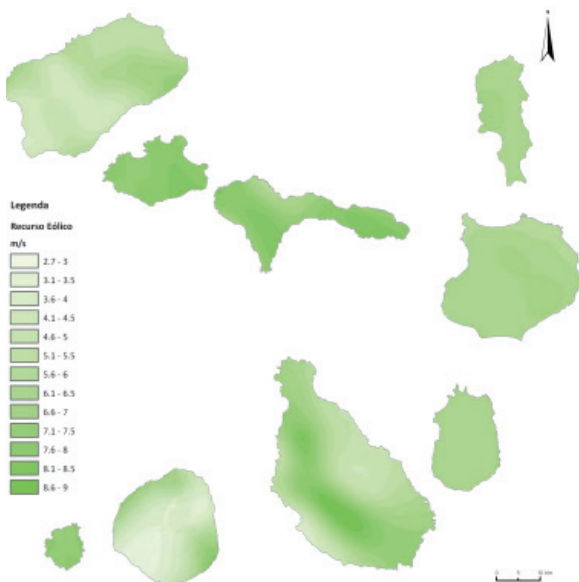 N
Legenda
Recurso Eólico
m/s
2.7 - 3
3.1 - 3.5
3.6 - 4
4.1 - 4.5
4.6 - 5
5.1 - 5.5
5.6 - 6
6.1 - 6.5
6.6 - 7
7.1 - 7.5
7.6 - 8
8.1 - 8.5
8.6 - 9